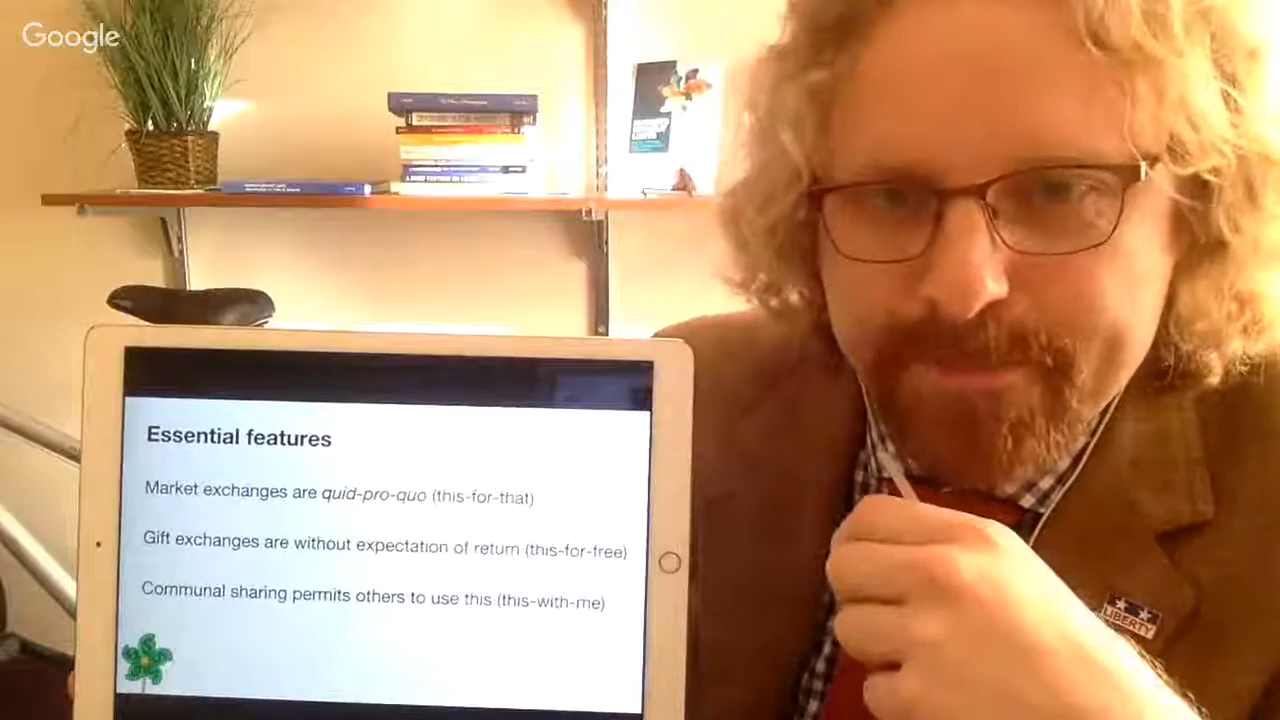 Google
Essential features
Market exchanges are quid-pro-quo (this-for-that)
Gift exchanges are without expectation of return (this-for-free)
Communal sharing permits others to use this (this-with-me)
LIBERTY